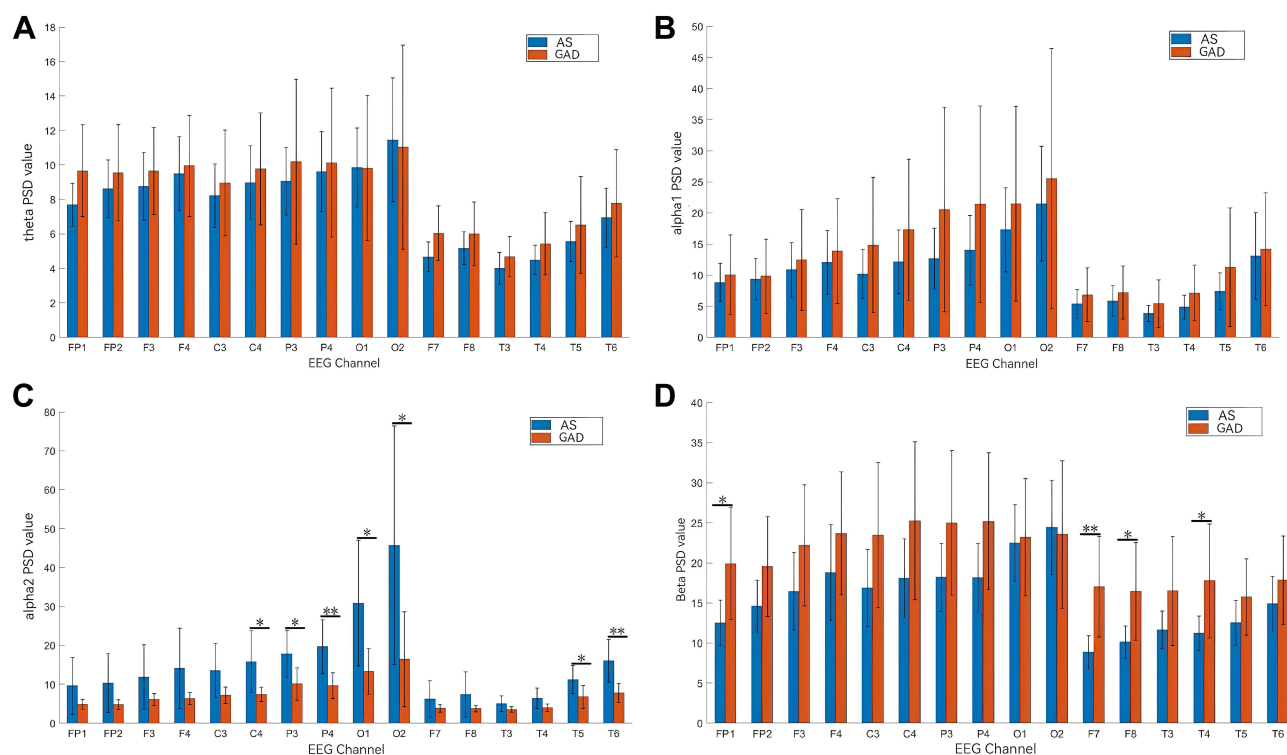 A
18
16
14
12
10
8
6
4
2
0
theta PSD value
AS
GAD
FP1 FP2 F3 F4 C3 C4 P3 P4 O1 O2 F7 F8 T3 T4 T5 T6
EEG Channel
B
50
45
40
35
30
25
20
15
10
5
0
alpha1 PSD value
AS
GAD
FP1 FP2 F3 F4 C3 C4 P3 P4 O1 O2 F7 F8 T3 T4 T5 T6
EEG Channel
C
80
70
60
50
40
30
20
10
0
alpha2 PSD value
AS
GAD
* * ** * * * **
FP1 FP2 F3 F4 C3 C4 P3 P4 O1 O2 F7 F8 T3 T4 T5 T6
EEG Channel
D
40
35
30
25
20
15
10
5
0
Beta PSD value
AS
GAD
* ** * *
FP1 FP2 F3 F4 C3 C4 P3 P4 O1 O2 F7 F8 T3 T4 T5 T6
EEG Channel